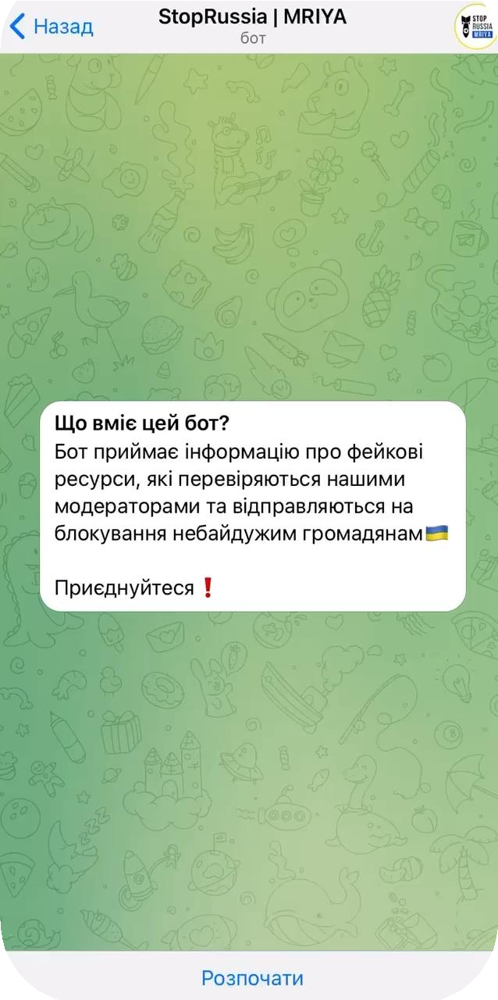 Назад
StopRussia | MRIYA
бот
STOP
RUSSIA
MRIYA
Що вміє цей бот?
Бот приймає інформацію про фейкові
ресурси, які перевіряються нашими
модераторами та відправляються на
блокування небайдужим громадянам🇺🇦
Приєднуйтеся❗
Розпочати